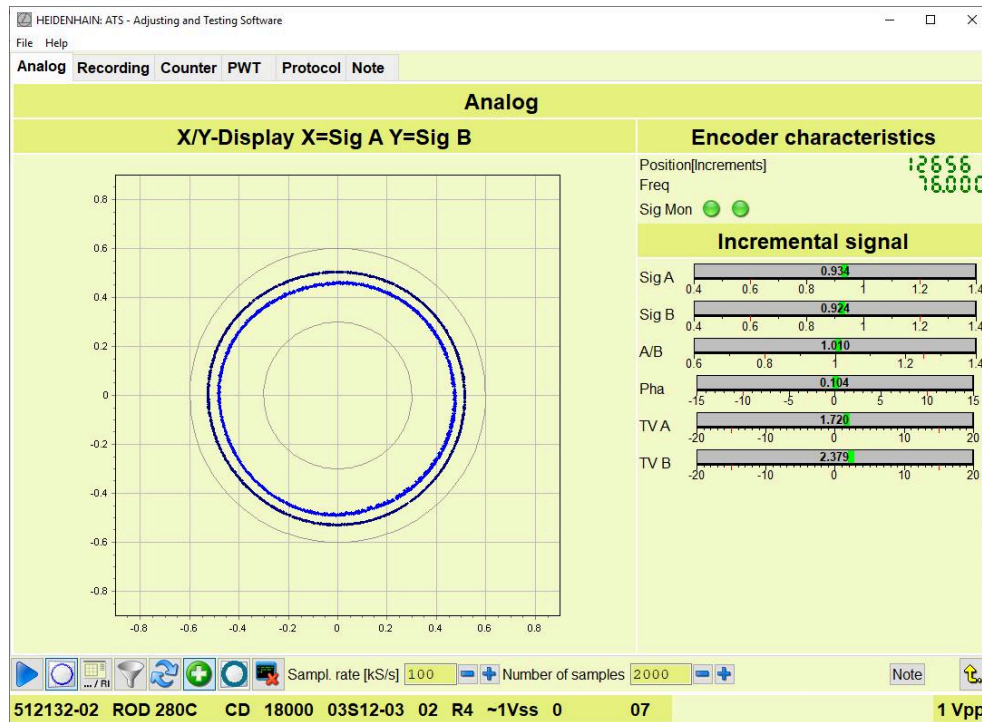 HEIDENHAIN: ATS - Adjusting and Testing Software
File Help
Analog Recording Counter PWT Protocol Note
Analog
X/Y-Display X=Sig A Y=Sig B
Encoder characteristics
Position[Increments] 12656
Freq 76.000
Sig Mon
Incremental signal
Sig A 0.934
0.4 0.6 0.8 1 1.2 1.4
Sig B 0.924
0.4 0.6 0.8 1 1.2 1.4
A/B 1.010
0.6 0.8 1 1.2 1.4
Pha 0.104
-15 -10 -5 0 5 10 15
TV A 1.720
-20 -10 0 10 20
TV B 2.379
-20 -10 0 10 20
0.8
0.6
0.4
0.2
0
-0.2
-0.4
-0.6
-0.8
-0.8 -0.6 -0.4 -0.2 0 0.2 0.4 0.6 0.8
... / RI Sampl. rate [kS/s] 100 Number of samples 2000 Note
512132-02 ROD 280C CD 18000 03S12-03 02 R4 ~1Vss 0 07 1 Vpp